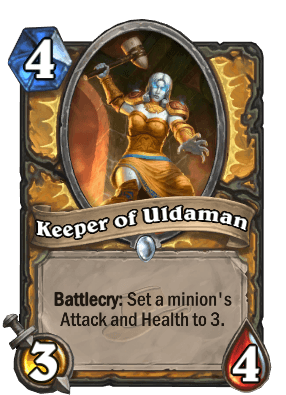 4
Keeper of Uldaman
Battlecry: Set a minion's
Attack and Health to 3.
3 4